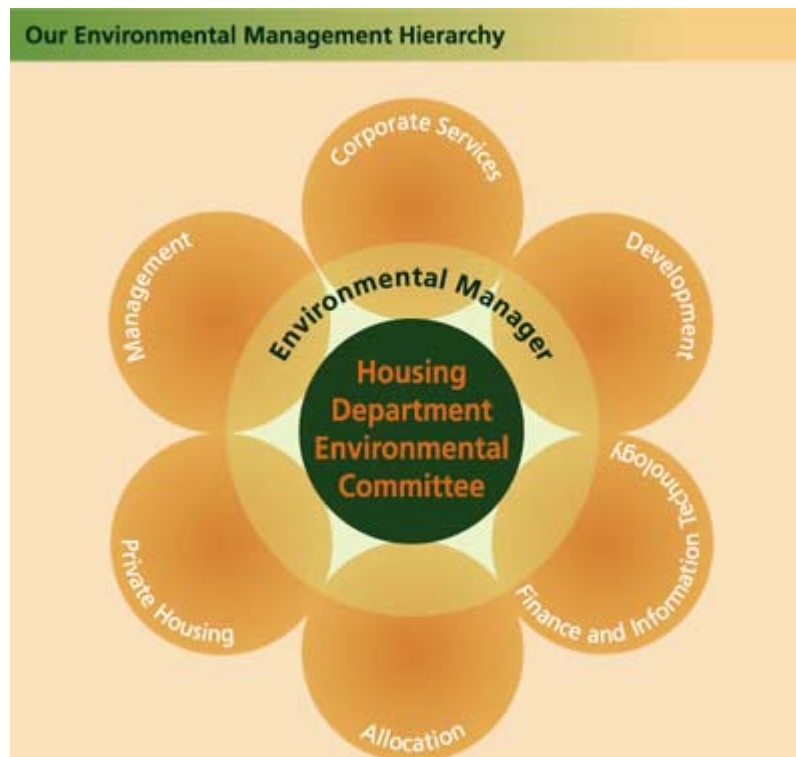 Our Environmental Management Hierarchy
Corporate Services
Management
Development
Environmental Manager
Housing
Department
Environmental
Committee
Private Housing
Finance and Information Technology
Allocation